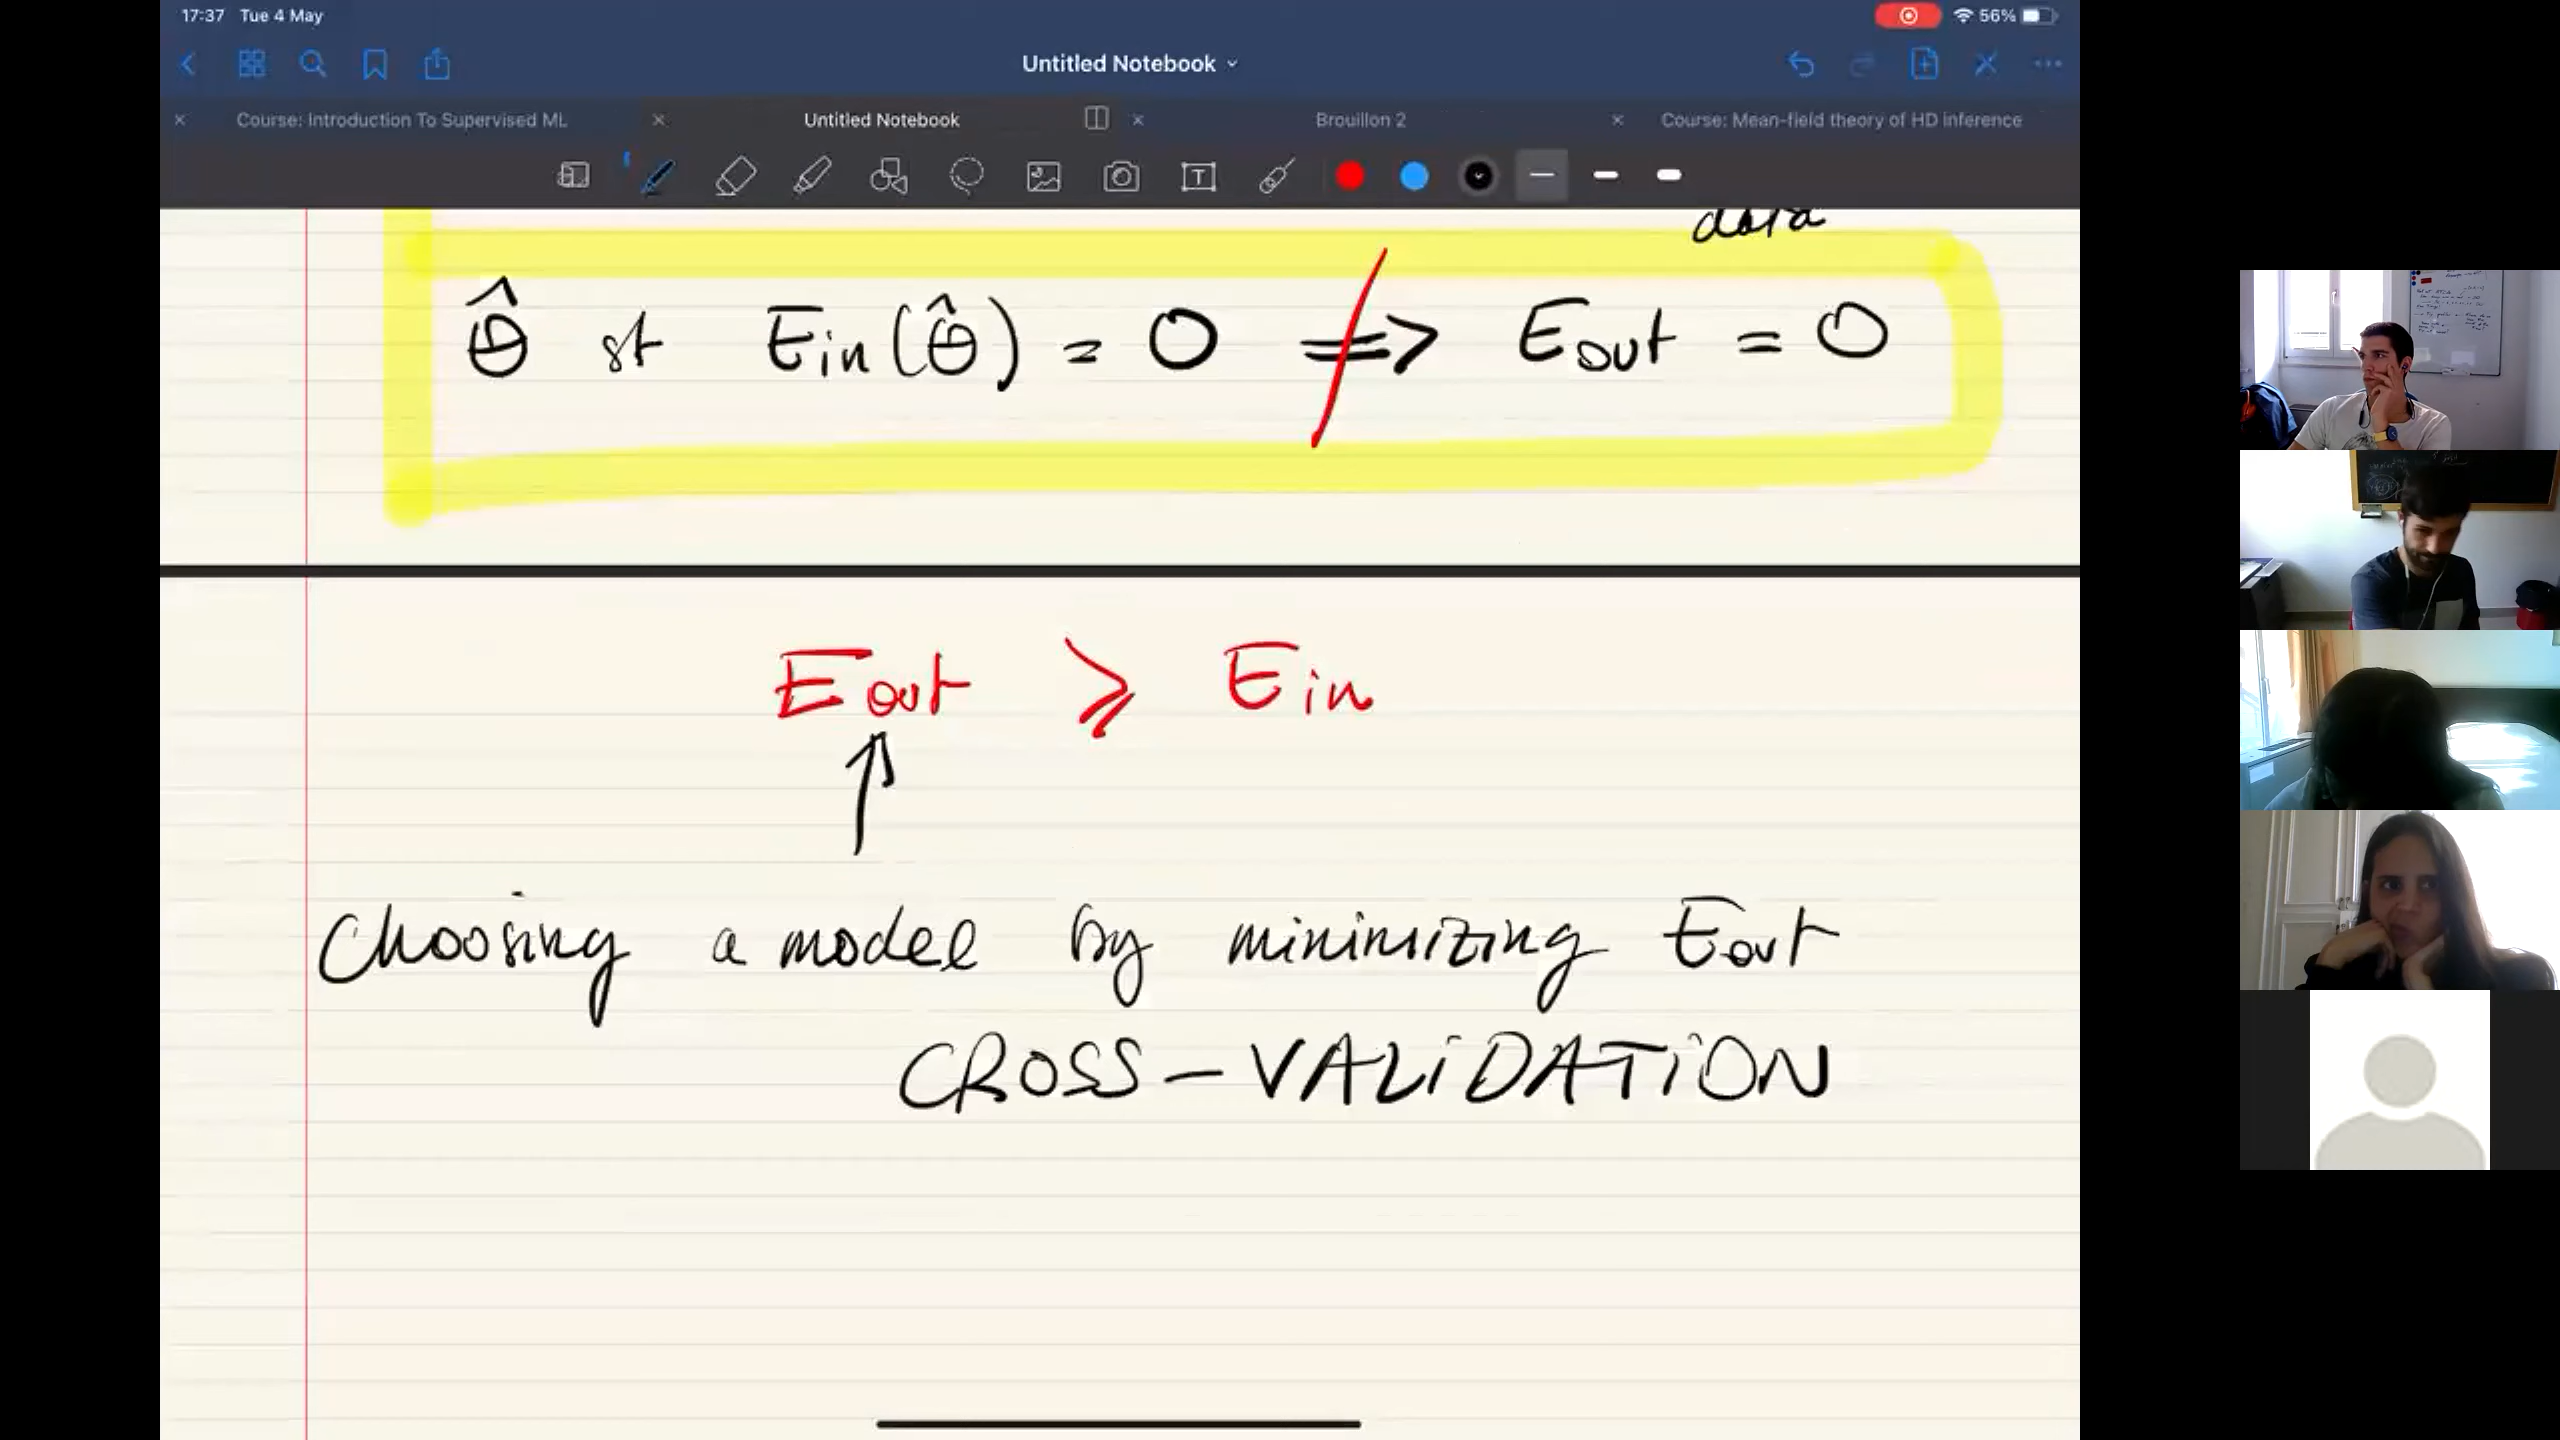 17:37 Tue 4 May
56%
Untitled Notebook
Course: Introduction To Supervised ML
Untitled Notebook
Brouillon 2
Course: Mean-field theory of HD inference
T
data
θ̂ st Ein(θ̂) = 0 ⇏ Eout = 0
Eout ⩾ Ein
↑
Choosing a model by minimizing Eout
CROSS-VALiDATiON